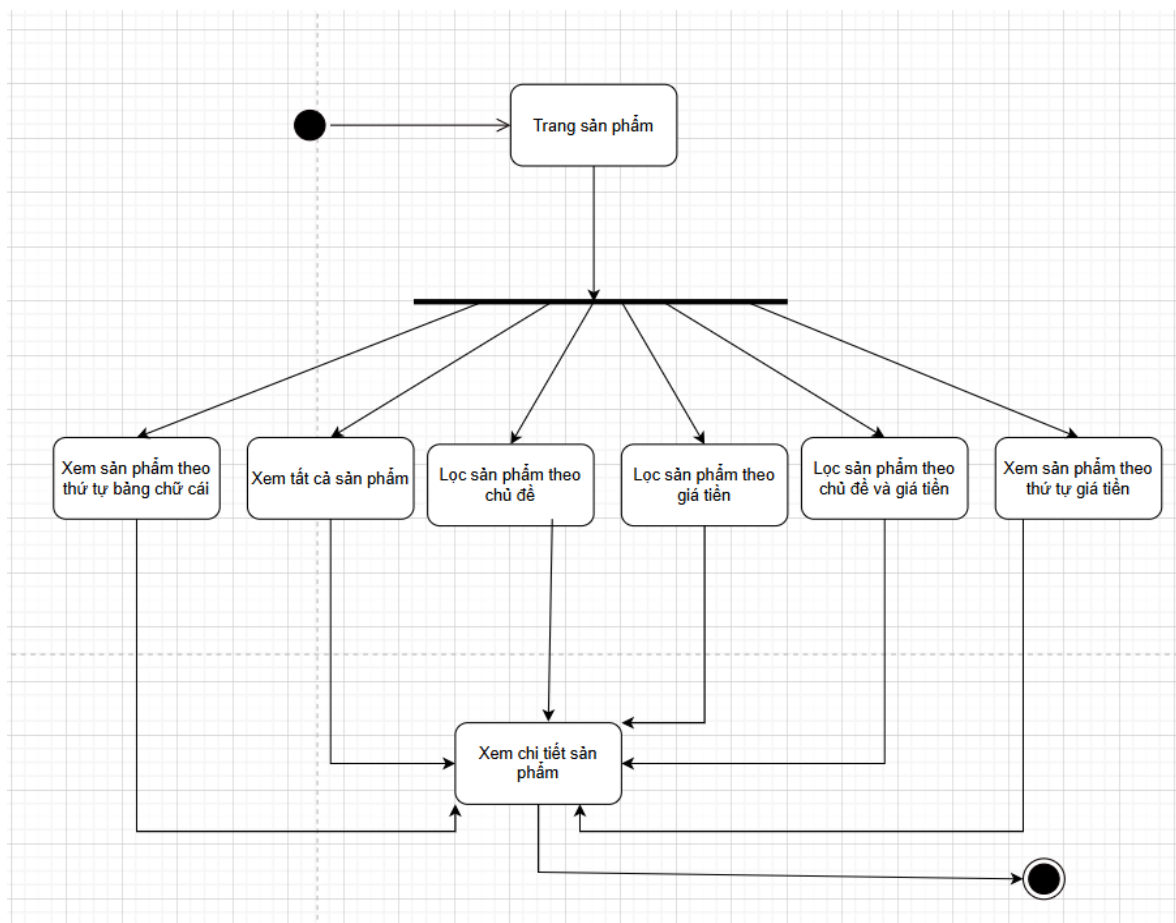 Trang sản phẩm
Xem sản phẩm theo
thứ tự bảng chữ cái
Xem tất cả sản phẩm
Lọc sản phẩm theo
chủ đề
Lọc sản phẩm theo
giá tiền
Lọc sản phẩm theo
chủ đề và giá tiền
Xem sản phẩm theo
thứ tự giá tiền
Xem chi tiết sản
phẩm